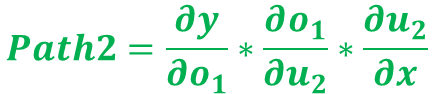 Path2 = ∂y/∂o₁ * ∂o₁/∂u₂ * ∂u₂/∂x